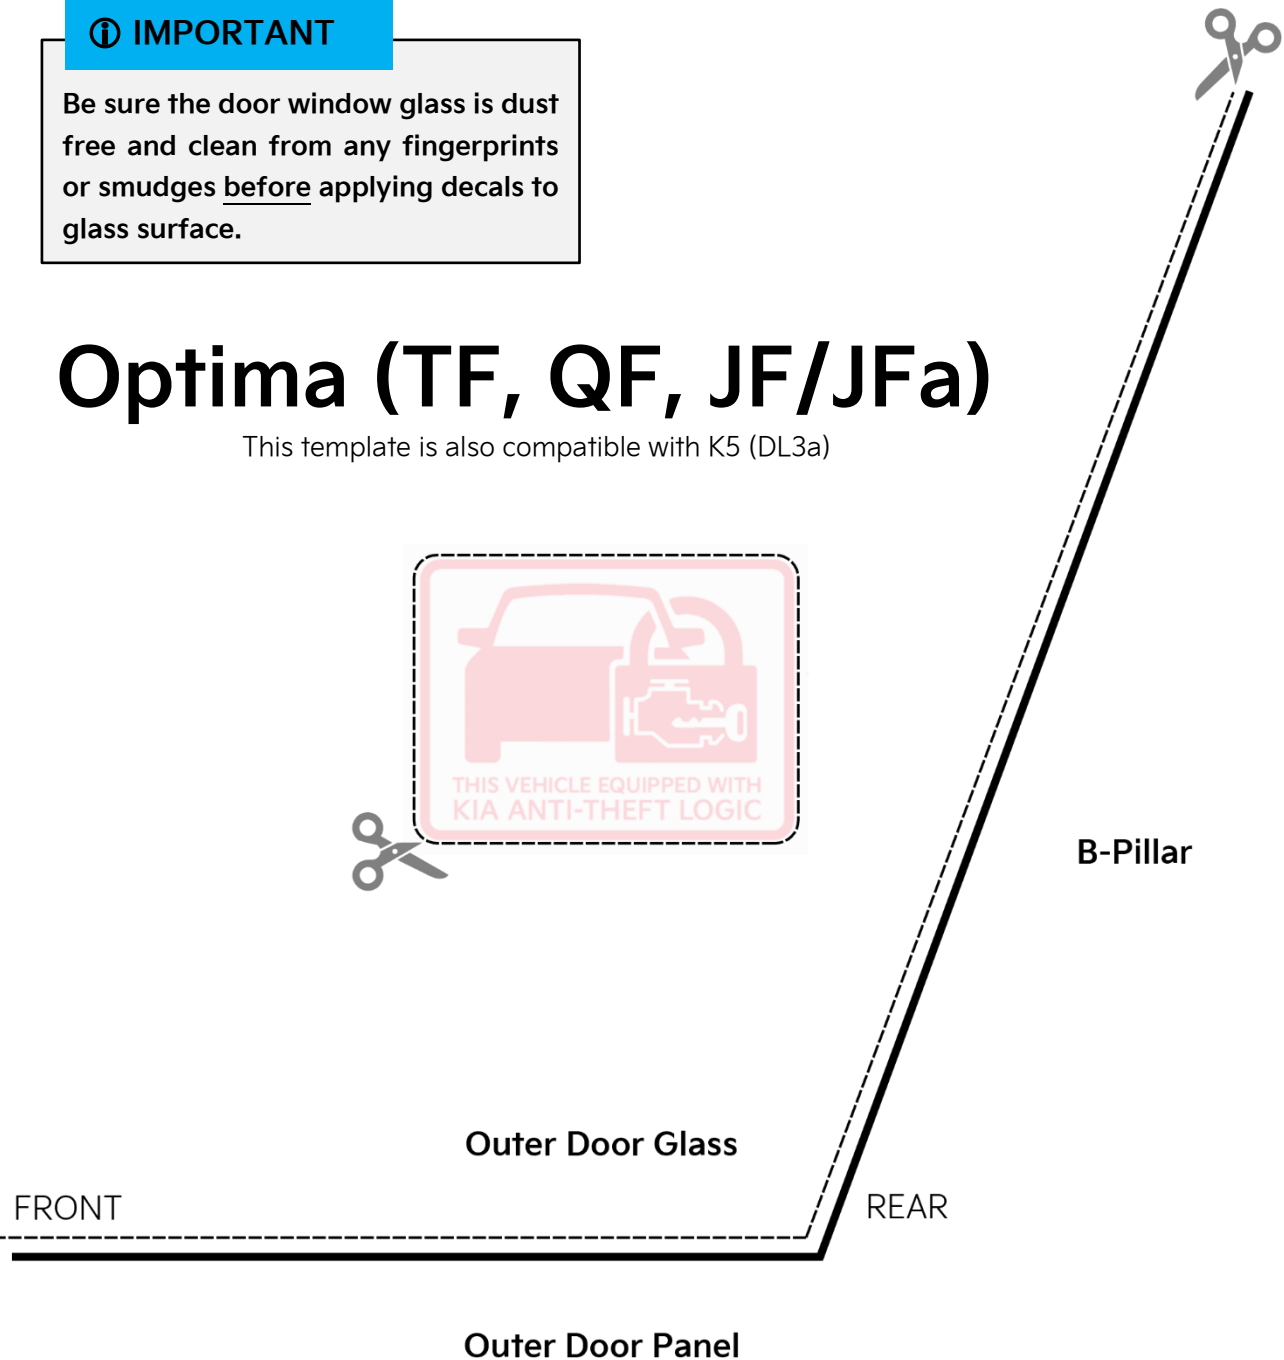 IMPORTANT
Be sure the door window glass is dust
free and clean from any fingerprints
or smudges before applying decals to
glass surface.
Optima (TF, QF, JF/JFa)
This template is also compatible with K5 (DL3a)
THIS VEHICLE EQUIPPED WITH
KIA ANTI-THEFT LOGIC
B-Pillar
Outer Door Glass
FRONT
REAR
Outer Door Panel